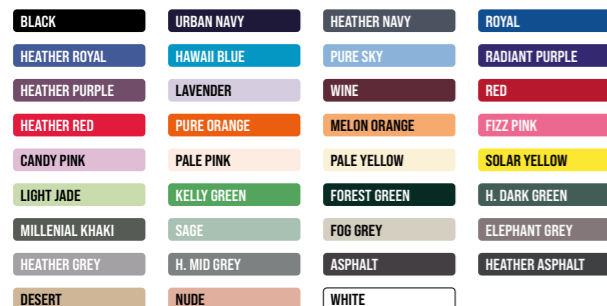 BLACK URBAN NAVY HEATHER NAVY ROYAL
HEATHER ROYAL HAWAII BLUE PURE SKY RADIANT PURPLE
HEATHER PURPLE LAVENDER WINE RED
HEATHER RED PURE ORANGE MELON ORANGE FIZZ PINK
CANDY PINK PALE PINK PALE YELLOW SOLAR YELLOW
LIGHT JADE KELLY GREEN FOREST GREEN H. DARK GREEN
MILLENIAL KHAKI SAGE FOG GREY ELEPHANT GREY
HEATHER GREY H. MID GREY ASPHALT HEATHER ASPHALT
DESERT NUDE WHITE